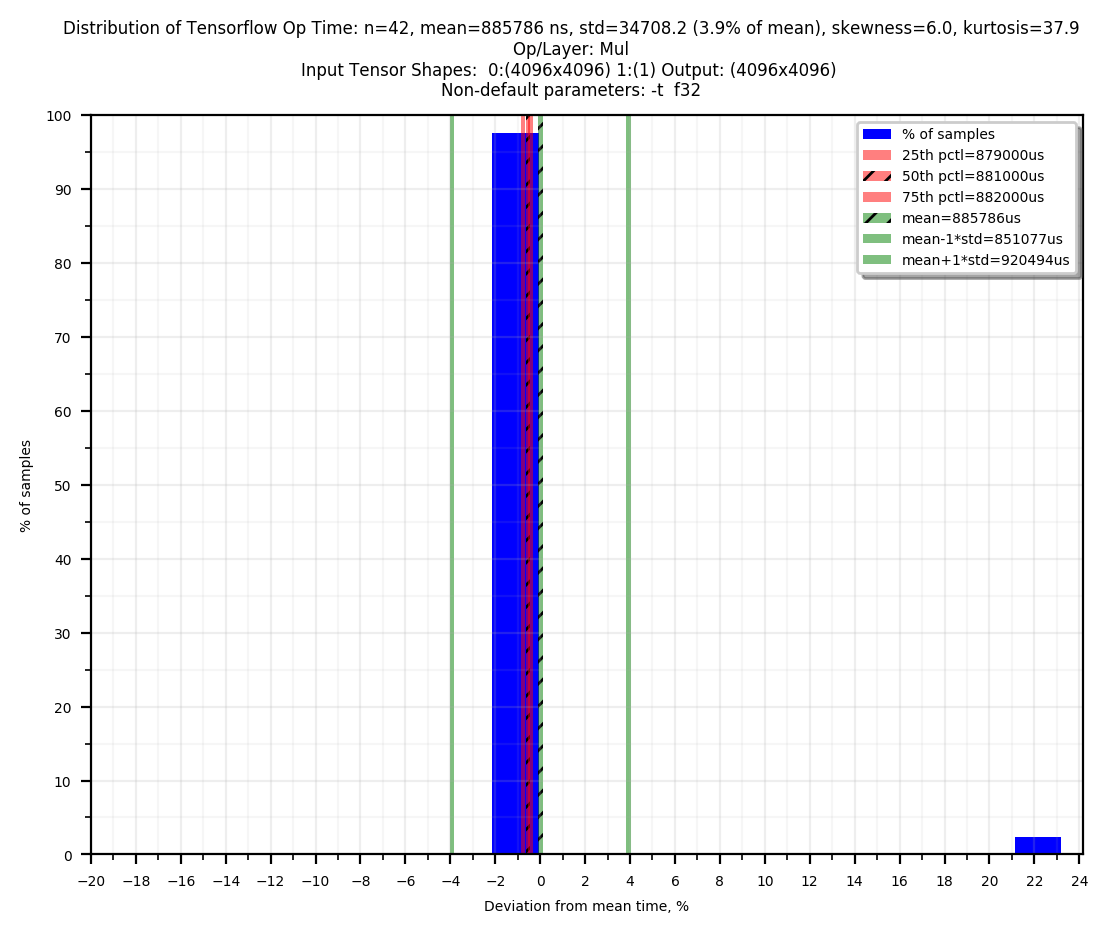 Distribution of Tensorflow Op Time: n=42, mean=885786 ns, std=34708.2 (3.9% of mean), skewness=6.0, kurtosis=37.9
Op/Layer: Mul
Input Tensor Shapes:  0:(4096x4096) 1:(1) Output: (4096x4096)
Non-default parameters: -t  f32
% of samples
25th pctl=879000us
50th pctl=881000us
75th pctl=882000us
mean=885786us
mean-1*std=851077us
mean+1*std=920494us
100
90
80
70
60
50
40
30
20
10
0
% of samples
−20 −18 −16 −14 −12 −10 −8 −6 −4 −2 0 2 4 6 8 10 12 14 16 18 20 22 24
Deviation from mean time, %